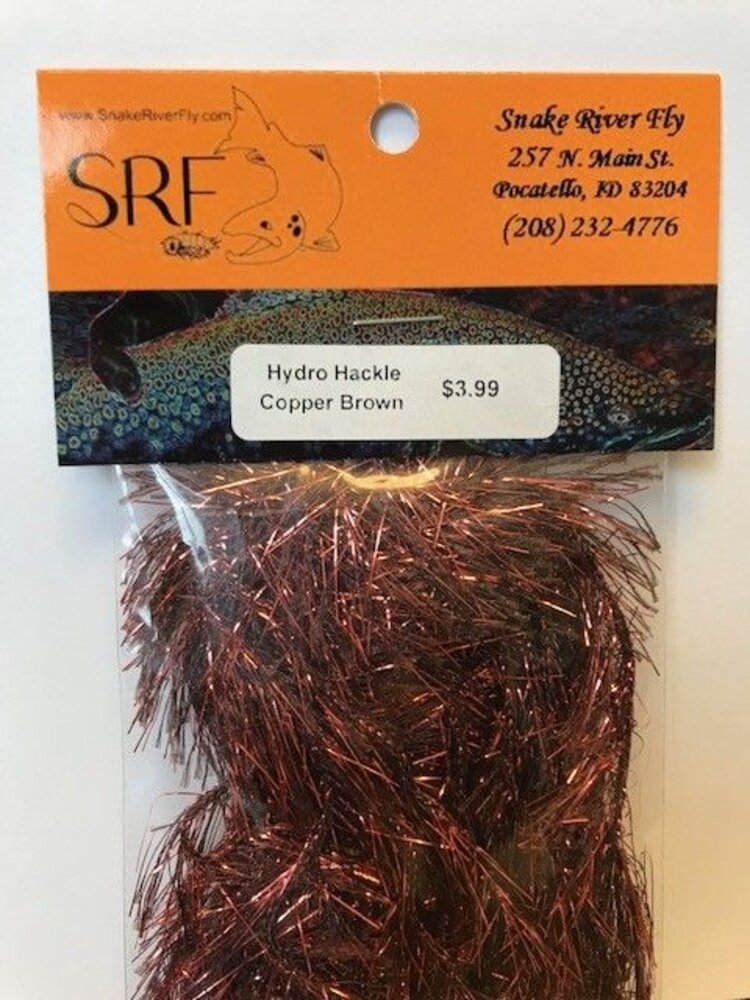 www.SnakeRiverFly.com
SRF
Snake River Fly
257 N. Main St.
Pocatello, ID 83204
(208) 232-4776
Hydro Hackle
Copper Brown
$3.99